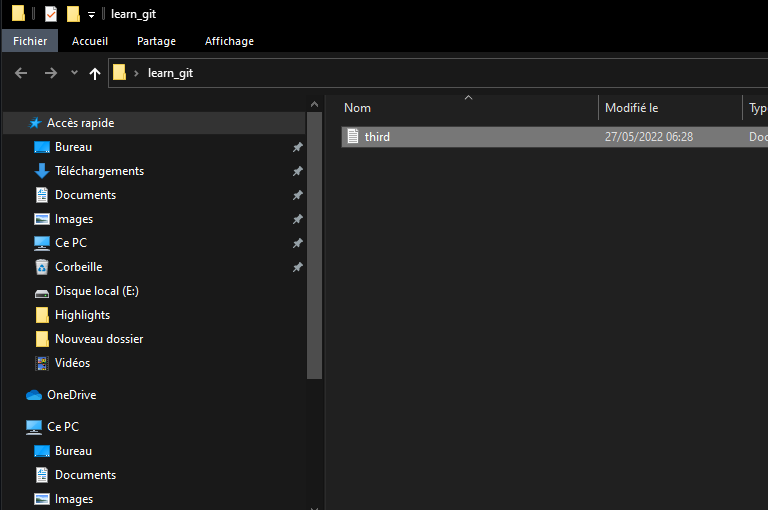 learn_git
Fichier Accueil Partage Affichage
learn_git
Nom Modifié le Typ
third 27/05/2022 06:28 Doc
Accès rapide
Bureau
Téléchargements
Documents
Images
Ce PC
Corbeille
Disque local (E:)
Highlights
Nouveau dossier
Vidéos
OneDrive
Ce PC
Bureau
Documents
Images